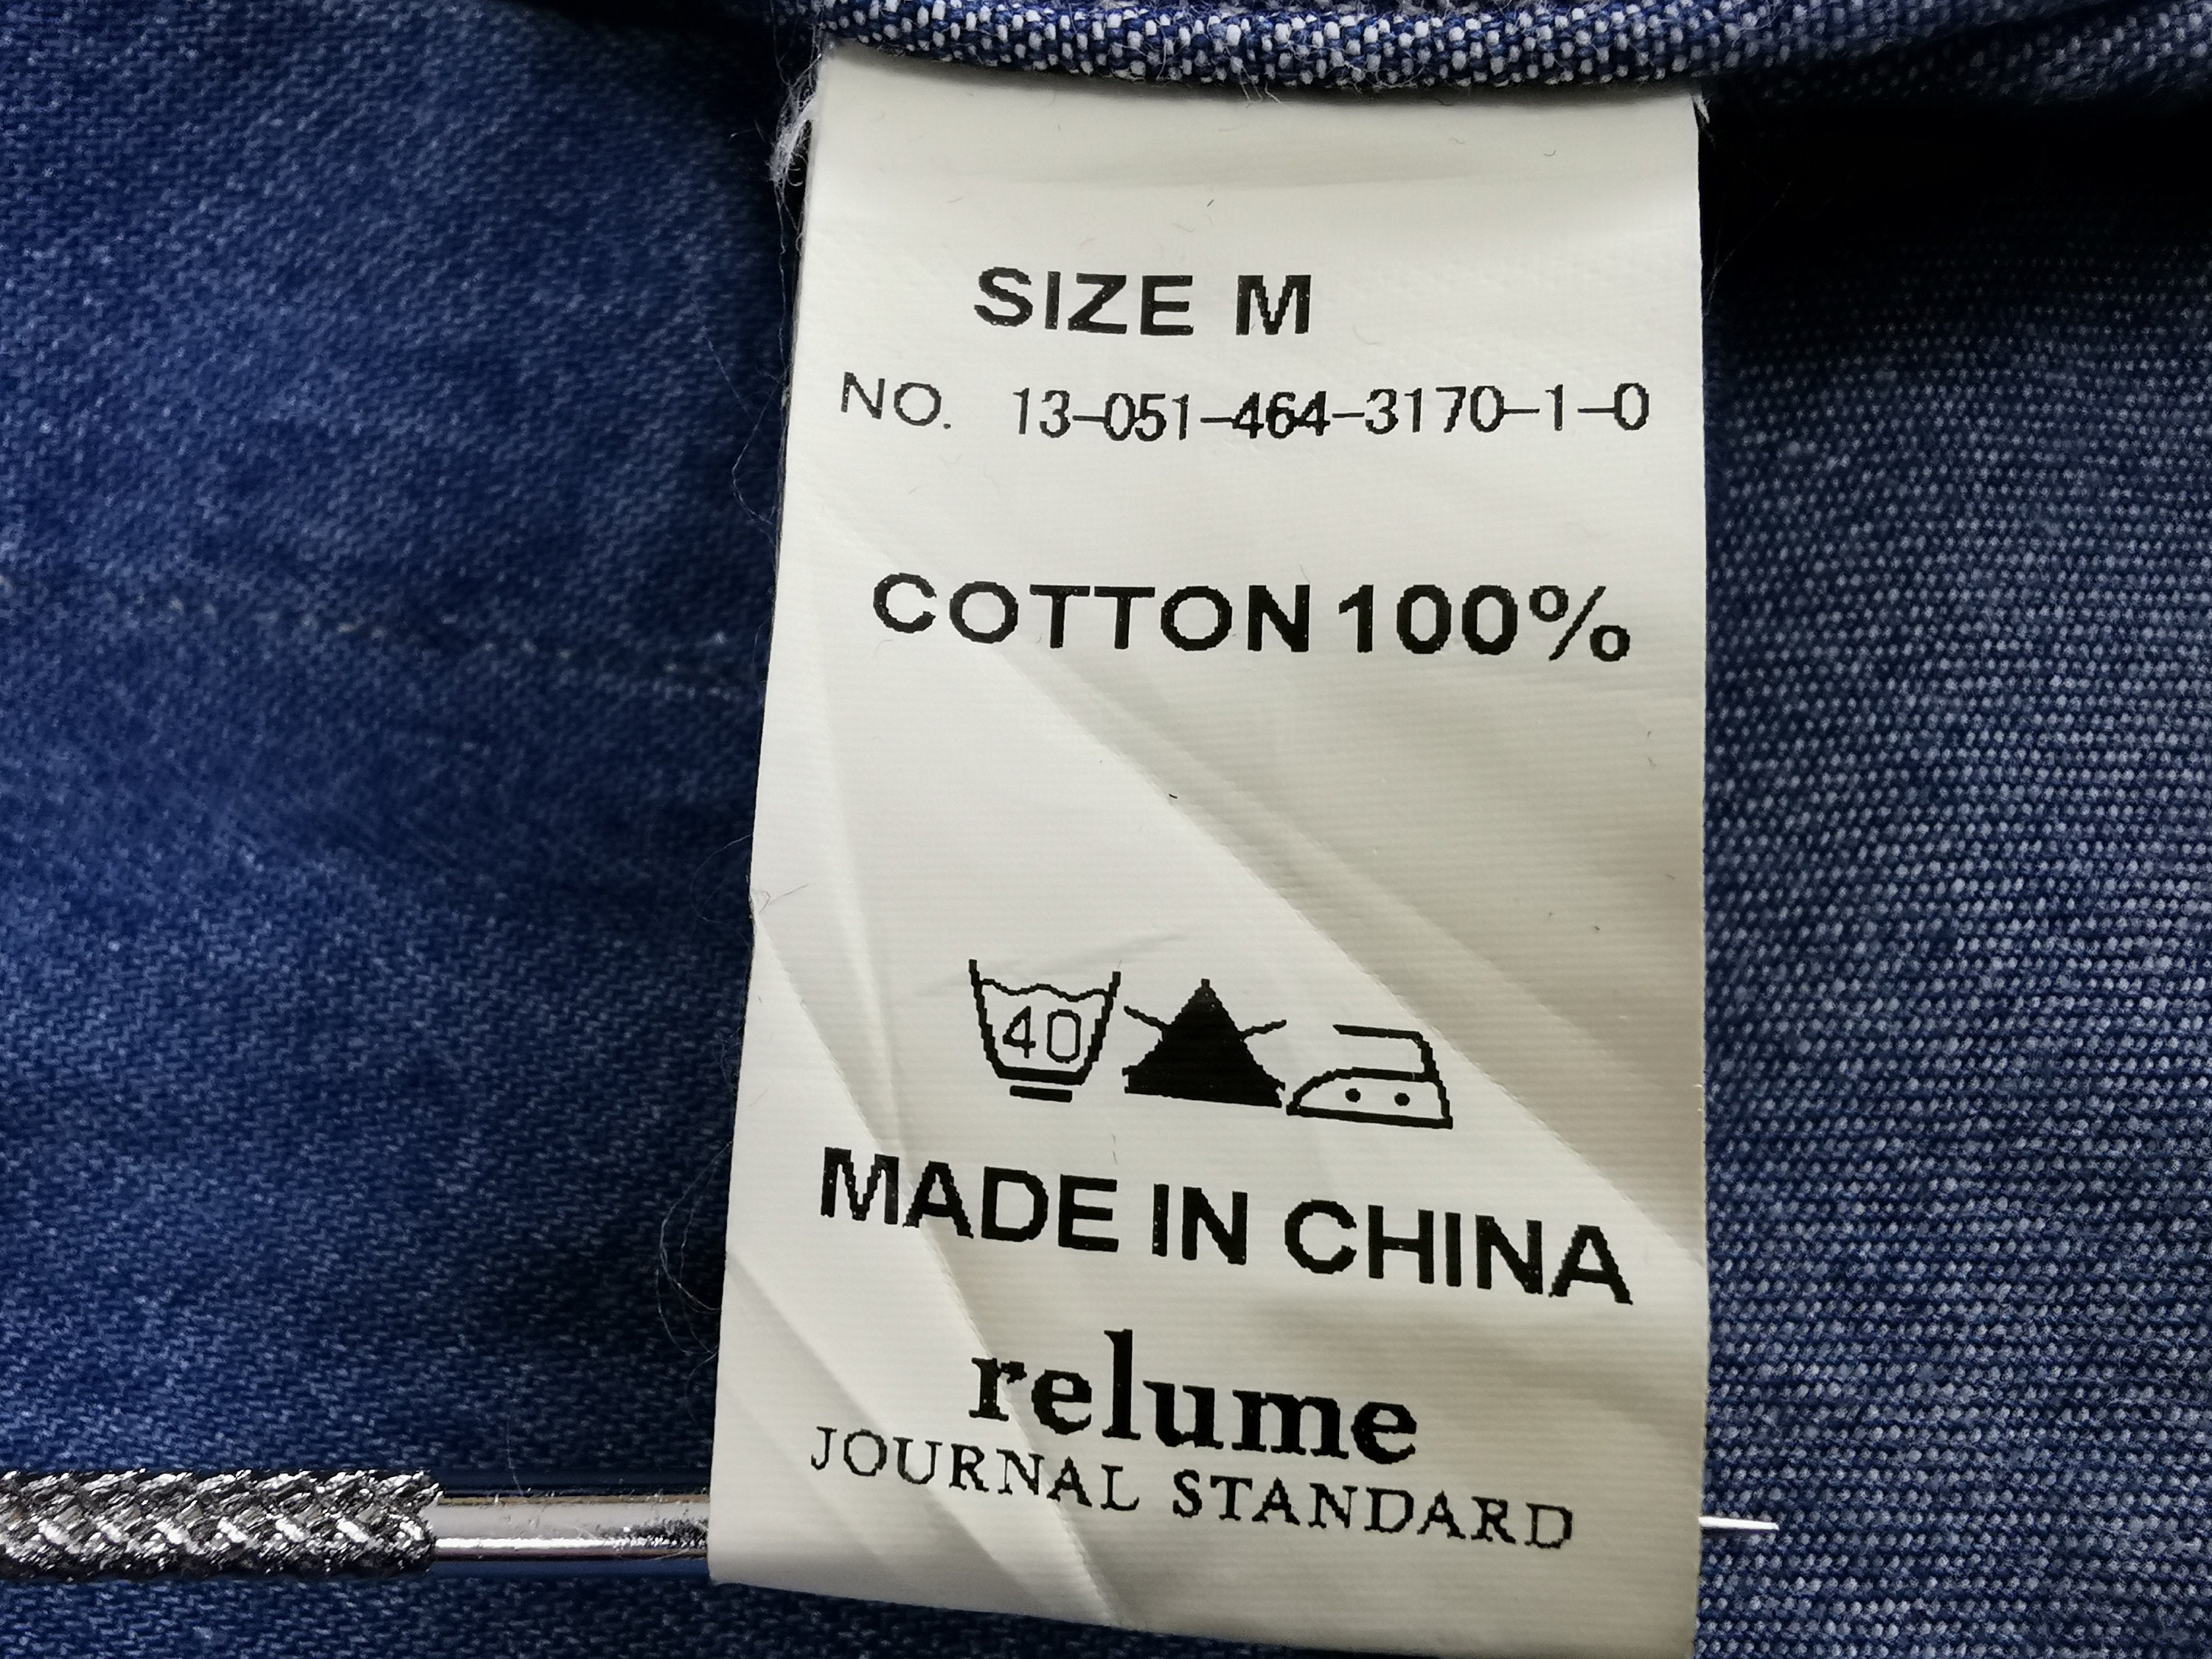 SIZE M
NO. 13-051-464-3170-1-0
COTTON 100%
40
MADE IN CHINA
relume
JOURNAL STANDARD